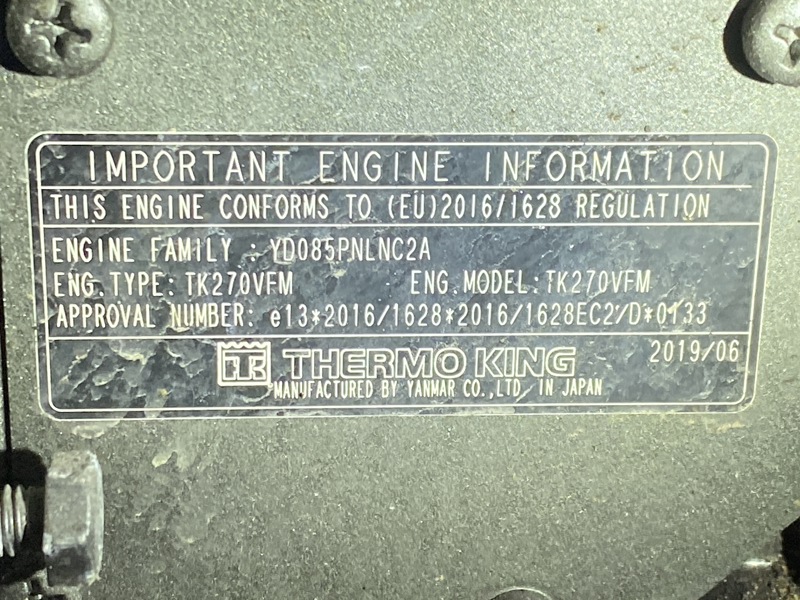 IMPORTANT ENGINE INFORMATION
THIS ENGINE CONFORMS TO (EU)2016/1628 REGULATION
ENGINE FAMILY : YD085PNLNC2A
ENG.TYPE: TK270VFM ENG.MODEL: TK270VFM
APPROVAL NUMBER: e13*2016/1628*2016/1628EC2/D*0133
TK THERMO KING 2019/06
MANUFACTURED BY YANMAR CO.,LTD. IN JAPAN